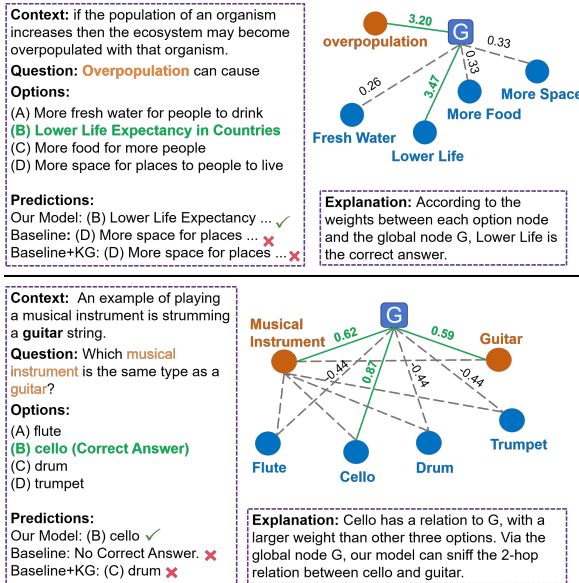 Context: if the population of an organism
increases then the ecosystem may become
overpopulated with that organism.
Question: Overpopulation can cause
Options:
(A) More fresh water for people to drink
(B) Lower Life Expectancy in Countries
(C) More food for more people
(D) More space for places to people to live
Predictions:
Our Model: (B) Lower Life Expectancy ... ✓
Baseline: (D) More space for places ... ✗
Baseline+KG: (D) More space for places ... ✗
G
3.20
overpopulation
0.33
0.33
0.26
3.47
More Space
More Food
Fresh Water
Lower Life
Explanation: According to the
weights between each option node
and the global node G, Lower Life is
the correct answer.
Context: An example of playing
a musical instrument is strumming
a guitar string.
Question: Which musical
instrument is the same type as a
guitar?
Options:
(A) flute
(B) cello (Correct Answer)
(C) drum
(D) trumpet
Predictions:
Our Model: (B) cello ✓
Baseline: No Correct Answer. ✗
Baseline+KG: (C) drum ✗
G
Musical
Instrument
0.62
0.59
Guitar
-0.44
0.87
-0.44
-0.44
Trumpet
Flute
Cello
Drum
Explanation: Cello has a relation to G, with a
larger weight than other three options. Via the
global node G, our model can sniff the 2-hop
relation between cello and guitar.